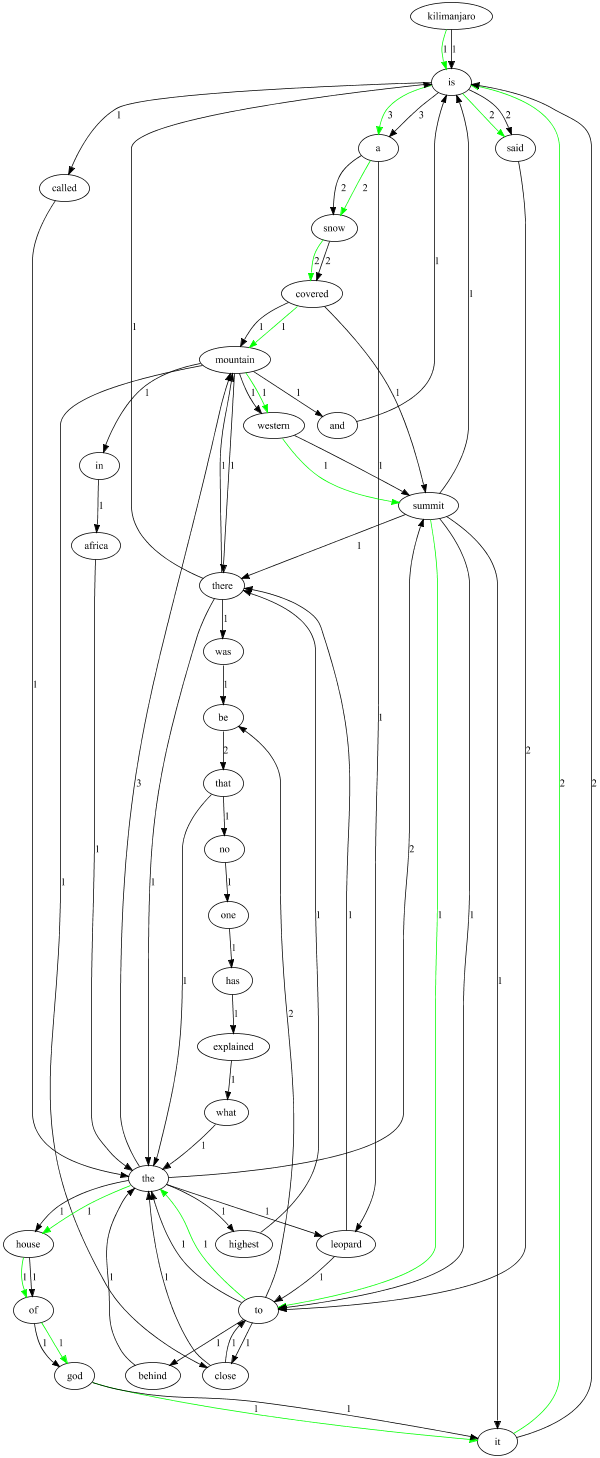 kilimanjaro
1 1
is
1 3 3 2 2
a said
called
2 2
snow
2 2
covered
1 1 1
mountain
1 1 1 1
western and
1 1 1 1 1
in
summit
1 1
africa
there
1
was
1
be
2
that
1
no
1
one
1
has
1
explained
1
what
1
1 1 1 3 1 1 2 2 1 1 1 1 1 1 2 2 2
the
1 1 1 1
house highest leopard
1 1 1 1
of to
1 1 1 1 1 1 1
god behind close
1 1
it